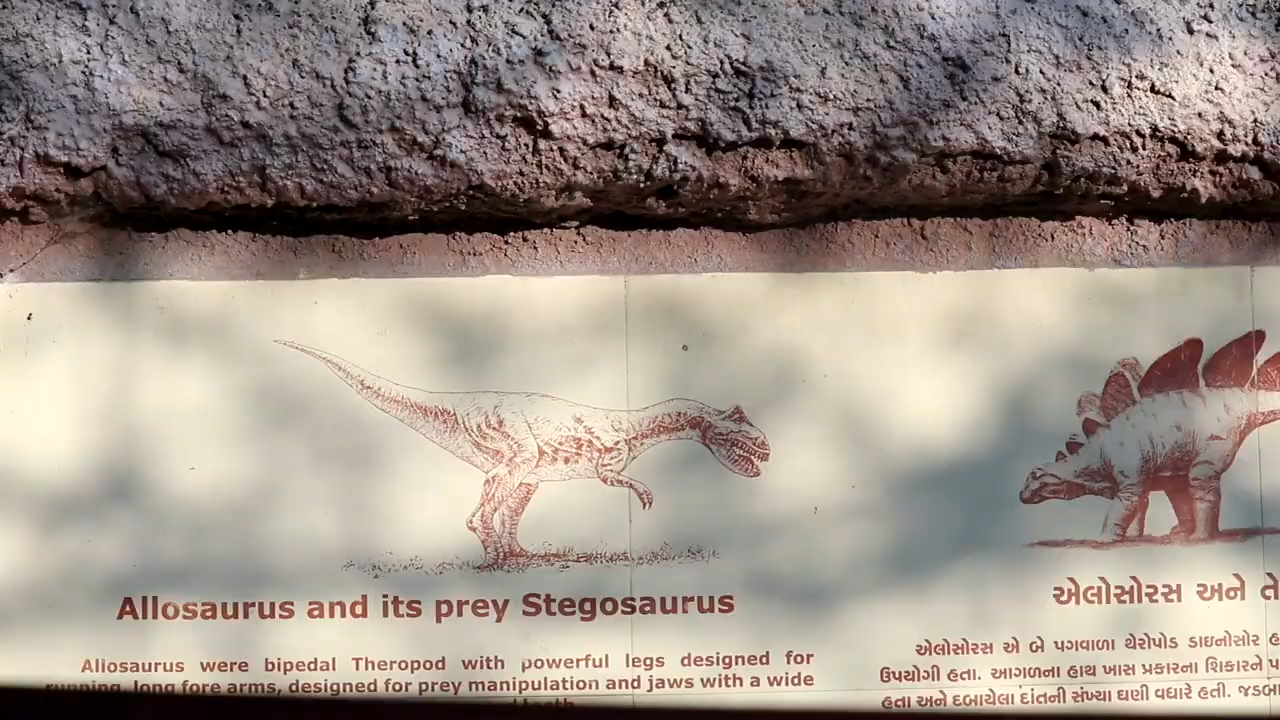 Allosaurus and its prey Stegosaurus
Allosaurus were bipedal Theropod with powerful legs designed for
running, long fore arms, designed for prey manipulation and jaws with a wide
એલોસોરસ અને
એલોસોરસ એ બે પગવાળા થેરોપોડ ડાઇનોસોર
ઉપયોગી હતા. આગળના હાથ ખાસ પ્રકારના શિકારને
હતા અને દબાયેલા દાંતની સંખ્યા ઘણી વધારે હતી.